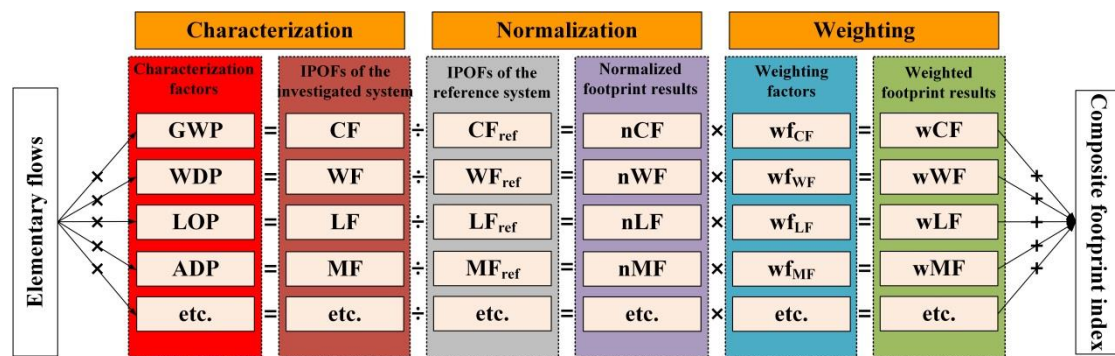 Characterization
Normalization
Weighting
Characterization
factors
IPOFs of the
investigated system
IPOFs of the
reference system
Normalized
footprint results
Weighting
factors
Weighted
footprint results
Elementary flows
× GWP = CF ÷ CFref = nCF × wfCF = wCF +
× WDP = WF ÷ WFref = nWF × wfWF = wWF +
× LOP = LF ÷ LFref = nLF × wfLF = wLF +
× ADP = MF ÷ MFref = nMF × wfMF = wMF +
× etc. = etc. ÷ etc. = etc. × etc. = etc. +
Composite footprint index